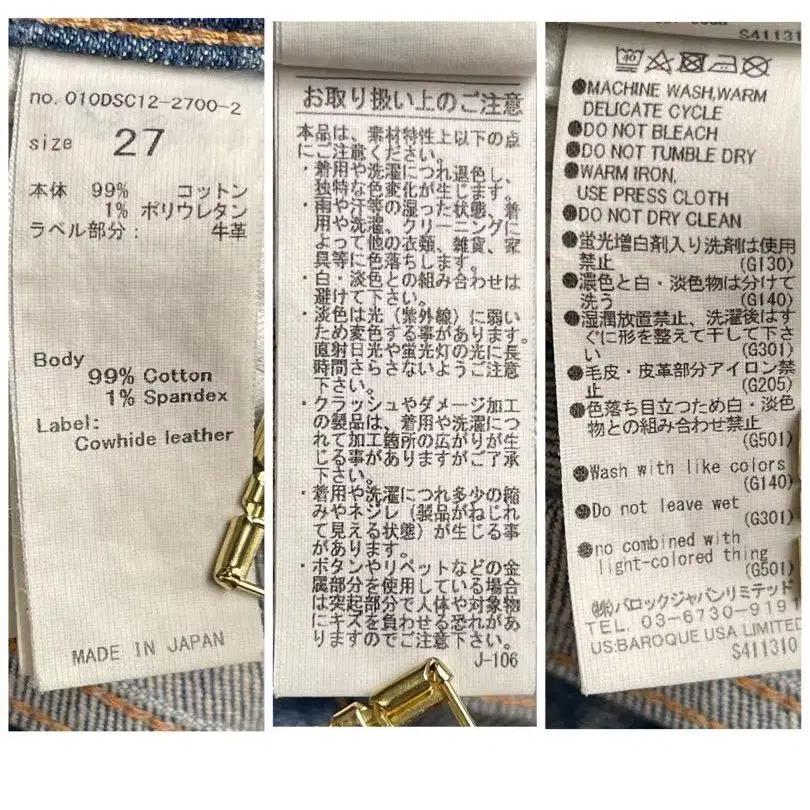 no. 010DSC12-2700-2
size 27
本体 99% コットン
1% ポリウレタン
ラベル部分: 牛革
Body
99% Cotton
1% Spandex
Label:
Cowhide leather
MADE IN JAPAN
お取り扱い上のご注意
本品は、素材特性上以下の点
にご注意ください。
・着用や洗濯につれ退色し、
独特な色変化が生じます。
・雨や汗等の湿った状態、着
用や洗濯、クリーニングに
よって他の衣類、雑貨、家
具等に色落ちします。
・白・淡色との組み合わせは
避けて下さい。
・淡色は光(紫外線)に弱い
ため変色する事があります。
直射日光や蛍光灯の光に長
時間さらさないようご注意
下さい。
・クラッシュやダメージ加工
の製品は、着用や洗濯につ
れて加工箇所の広がりが生
じる事がありますがご了承
下さい。
・着用や洗濯につれ多少の縮
みやネジレ(製品がねじれ
て見える状態)が生じる事
があります。
・ボタンやリベットなどの金
属部分を使用している場合
は突起部分で人体や対象物
にキズを負わせる恐れがあ
りますのでご注意下さい。
J-106
S411310
40
●MACHINE WASH,WARM
DELICATE CYCLE
●DO NOT BLEACH
●DO NOT TUMBLE DRY
●WARM IRON,
USE PRESS CLOTH
●DO NOT DRY CLEAN
●蛍光増白剤入り洗剤は使用
禁止 (G130)
●濃色と白・淡色物は分けて
洗う (G140)
●湿潤放置禁止、洗濯後はす
ぐに形を整えて干して下さ
い (G301)
●毛皮・皮革部分アイロン禁
止 (G205)
●色落ち目立つため白・淡色
物との組み合わせ禁止
(G501)
●Wash with like colors
(G140)
●Do not leave wet
(G301)
●no combined with
light-colored thing
(G501)
㈱バロックジャパンリミテッド
TEL. 03-6730-9191
US:BAROQUE USA LIMITED
S411310